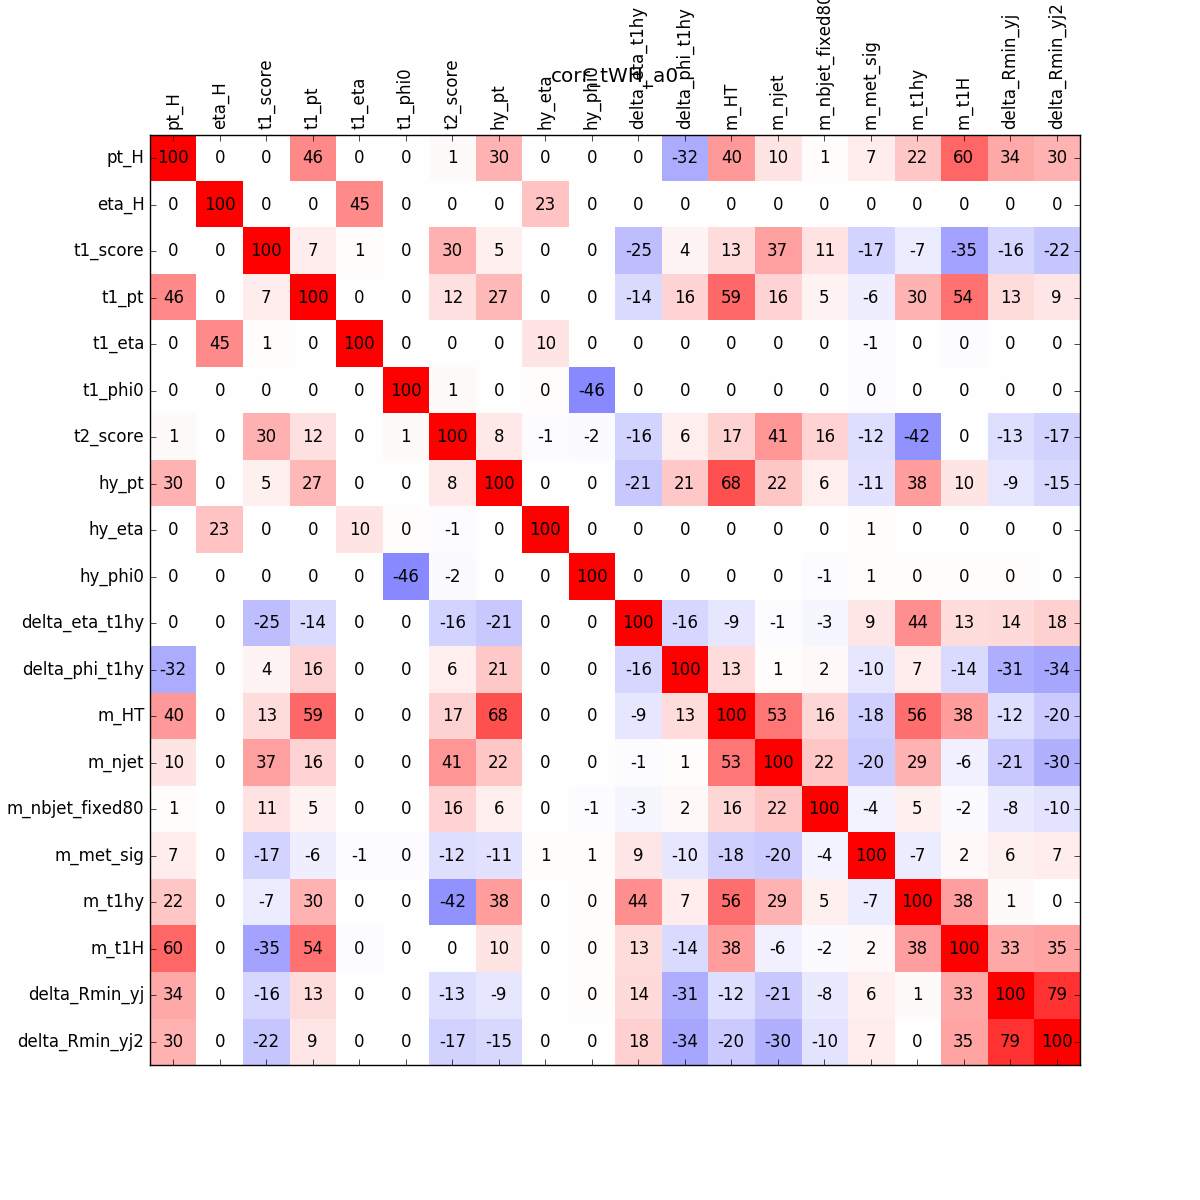 pt_H eta_H t1_score t1_pt t1_eta t1_phi0 t2_score hy_pt hy_eta hy_phi0 delta_eta_t1hy delta_phi_t1hy m_HT m_njet m_nbjet_fixed80 m_met_sig m_t1hy m_t1H delta_Rmin_yj delta_Rmin_yj2
pt_H 100 0 0 46 0 0 1 30 0 0 0 -32 40 10 1 7 22 60 34 30
eta_H 0 100 0 0 45 0 0 0 23 0 0 0 0 0 0 0 0 0 0 0
t1_score 0 0 100 7 1 0 30 5 0 0 -25 4 13 37 11 -17 -7 -35 -16 -22
t1_pt 46 0 7 100 0 0 12 27 0 0 -14 16 59 16 5 -6 30 54 13 9
t1_eta 0 45 1 0 100 0 0 0 10 0 0 0 0 0 0 -1 0 0 0 0
t1_phi0 0 0 0 0 0 100 1 0 0 -46 0 0 0 0 0 0 0 0 0 0
t2_score 1 0 30 12 0 1 100 8 -1 -2 -16 6 17 41 16 -12 -42 0 -13 -17
hy_pt 30 0 5 27 0 0 8 100 0 0 -21 21 68 22 6 -11 38 10 -9 -15
hy_eta 0 23 0 0 10 0 -1 0 100 0 0 0 0 0 0 1 0 0 0 0
hy_phi0 0 0 0 0 0 -46 -2 0 0 100 0 0 0 0 -1 1 0 0 0 0
delta_eta_t1hy 0 0 -25 -14 0 0 -16 -21 0 0 100 -16 -9 -1 -3 9 44 13 14 18
delta_phi_t1hy -32 0 4 16 0 0 6 21 0 0 -16 100 13 1 2 -10 7 -14 -31 -34
m_HT 40 0 13 59 0 0 17 68 0 0 -9 13 100 53 16 -18 56 38 -12 -20
m_njet 10 0 37 16 0 0 41 22 0 0 -1 1 53 100 22 -20 29 -6 -21 -30
m_nbjet_fixed80 1 0 11 5 0 0 16 6 0 -1 -3 2 16 22 100 -4 5 -2 -8 -10
m_met_sig 7 0 -17 -6 -1 0 -12 -11 1 1 9 -10 -18 -20 -4 100 -7 2 6 7
m_t1hy 22 0 -7 30 0 0 -42 38 0 0 44 7 56 29 5 -7 100 38 1 0
m_t1H 60 0 -35 54 0 0 0 10 0 0 13 -14 38 -6 -2 2 38 100 33 35
delta_Rmin_yj 34 0 -16 13 0 0 -13 -9 0 0 14 -31 -12 -21 -8 6 1 33 100 79
delta_Rmin_yj2 30 0 -22 9 0 0 -17 -15 0 0 18 -34 -20 -30 -10 7 0 35 79 100